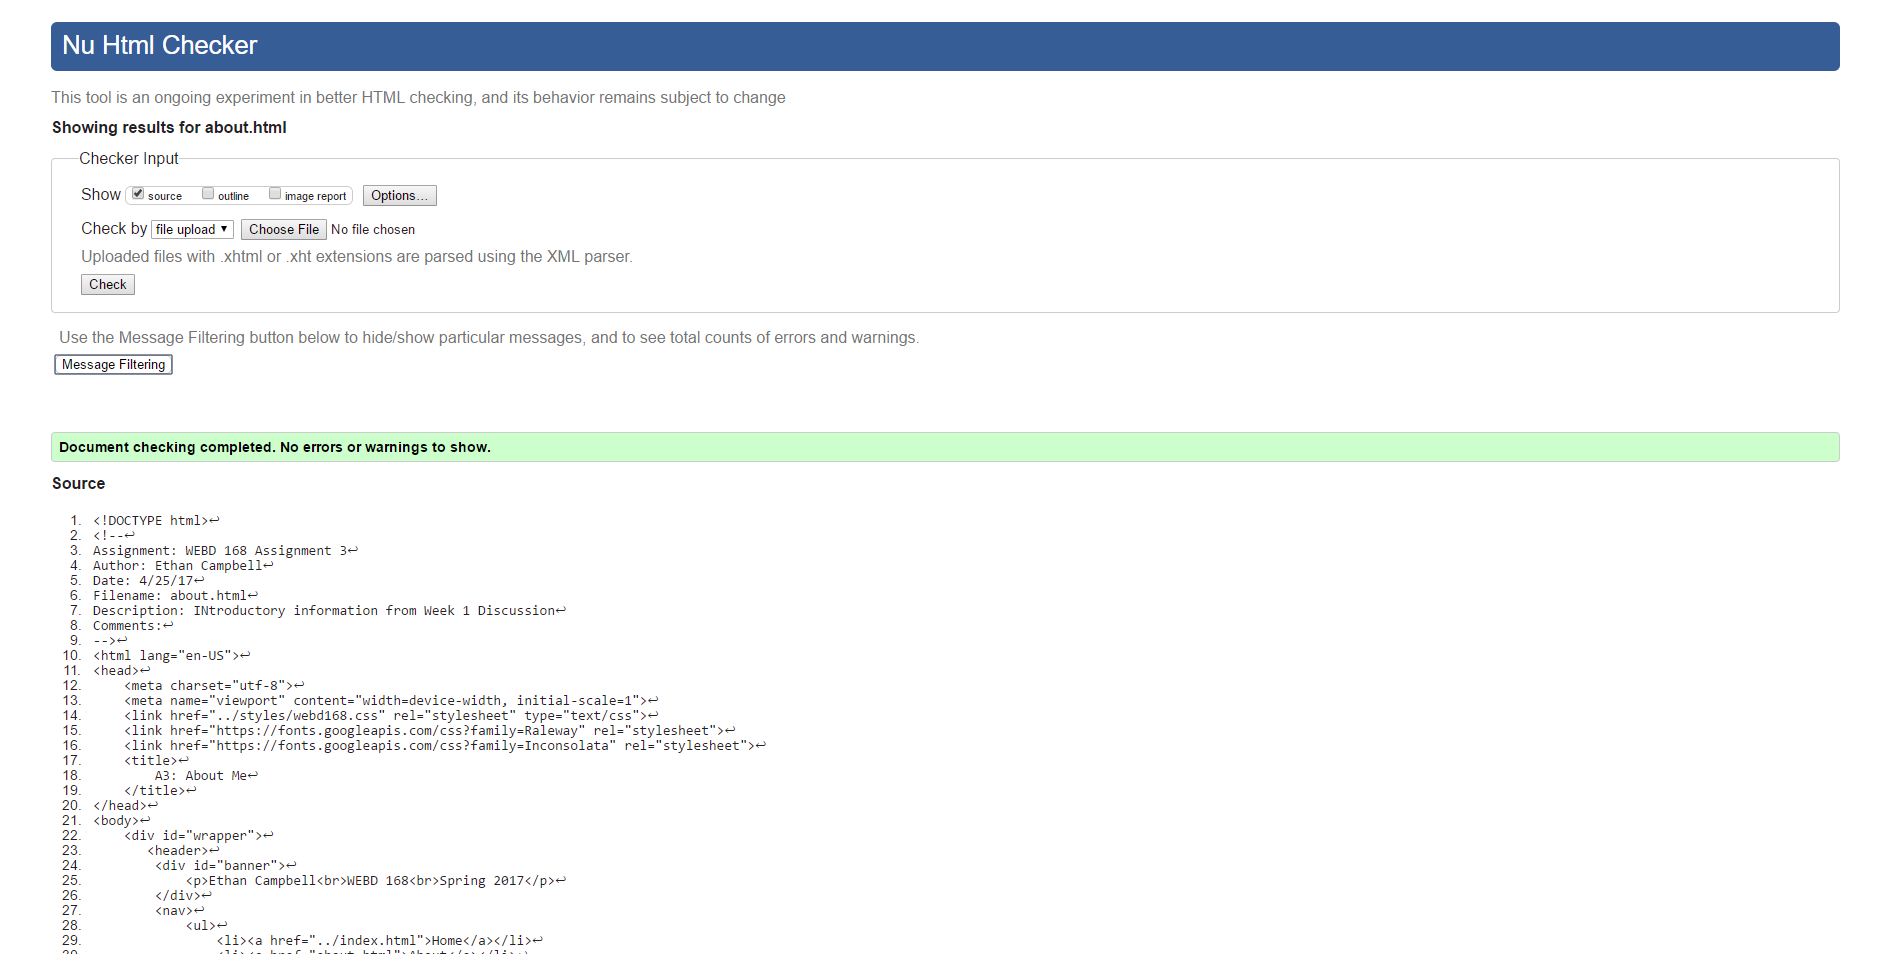 Nu Html Checker
This tool is an ongoing experiment in better HTML checking, and its behavior remains subject to change
Showing results for about.html
Checker Input
Show source outline image report Options...
Check by file upload ▼ Choose File No file chosen
Uploaded files with .xhtml or .xht extensions are parsed using the XML parser.
Check
Use the Message Filtering button below to hide/show particular messages, and to see total counts of errors and warnings.
Message Filtering
Document checking completed. No errors or warnings to show.
Source
1. <!DOCTYPE html>↩
2. <!--↩
3. Assignment: WEBD 168 Assignment 3↩
4. Author: Ethan Campbell↩
5. Date: 4/25/17↩
6. Filename: about.html↩
7. Description: INtroductory information from Week 1 Discussion↩
8. Comments:↩
9. -->↩
10. <html lang="en-US">↩
11. <head>↩
12. <meta charset="utf-8">↩
13. <meta name="viewport" content="width=device-width, initial-scale=1">↩
14. <link href="../styles/webd168.css" rel="stylesheet" type="text/css">↩
15. <link href="https://fonts.googleapis.com/css?family=Raleway" rel="stylesheet">↩
16. <link href="https://fonts.googleapis.com/css?family=Inconsolata" rel="stylesheet">↩
17. <title>↩
18. A3: About Me↩
19. </title>↩
20. </head>↩
21. <body>↩
22. <div id="wrapper">↩
23. <header>↩
24. <div id="banner">↩
25. <p>Ethan Campbell<br>WEBD 168<br>Spring 2017</p>↩
26. </div>↩
27. <nav>↩
28. <ul>↩
29. <li><a href="../index.html">Home</a></li>↩
30. <li><a href="about.html">About</a></li>↩